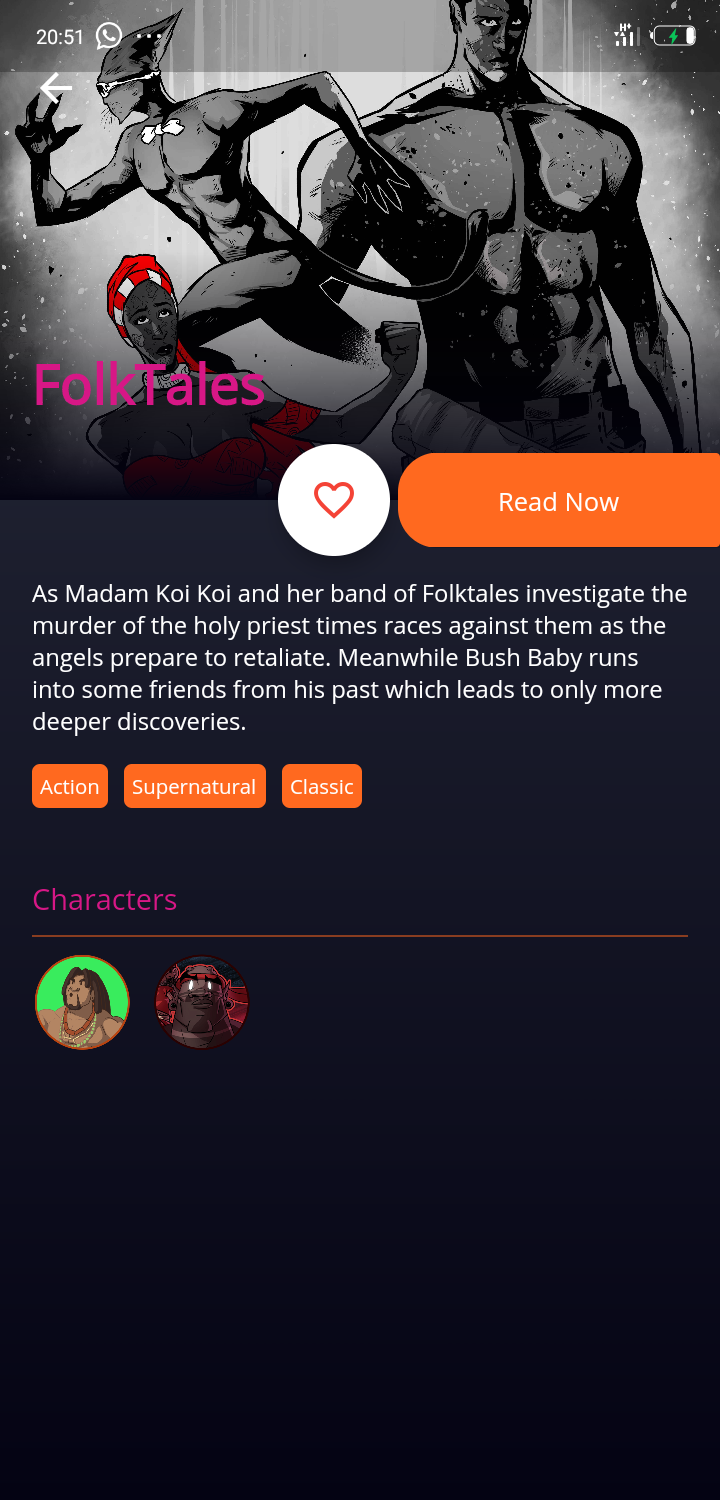 20:51
H+
FolkTales
Read Now
As Madam Koi Koi and her band of Folktales investigate the
murder of the holy priest times races against them as the
angels prepare to retaliate. Meanwhile Bush Baby runs
into some friends from his past which leads to only more
deeper discoveries.
Action Supernatural Classic
Characters